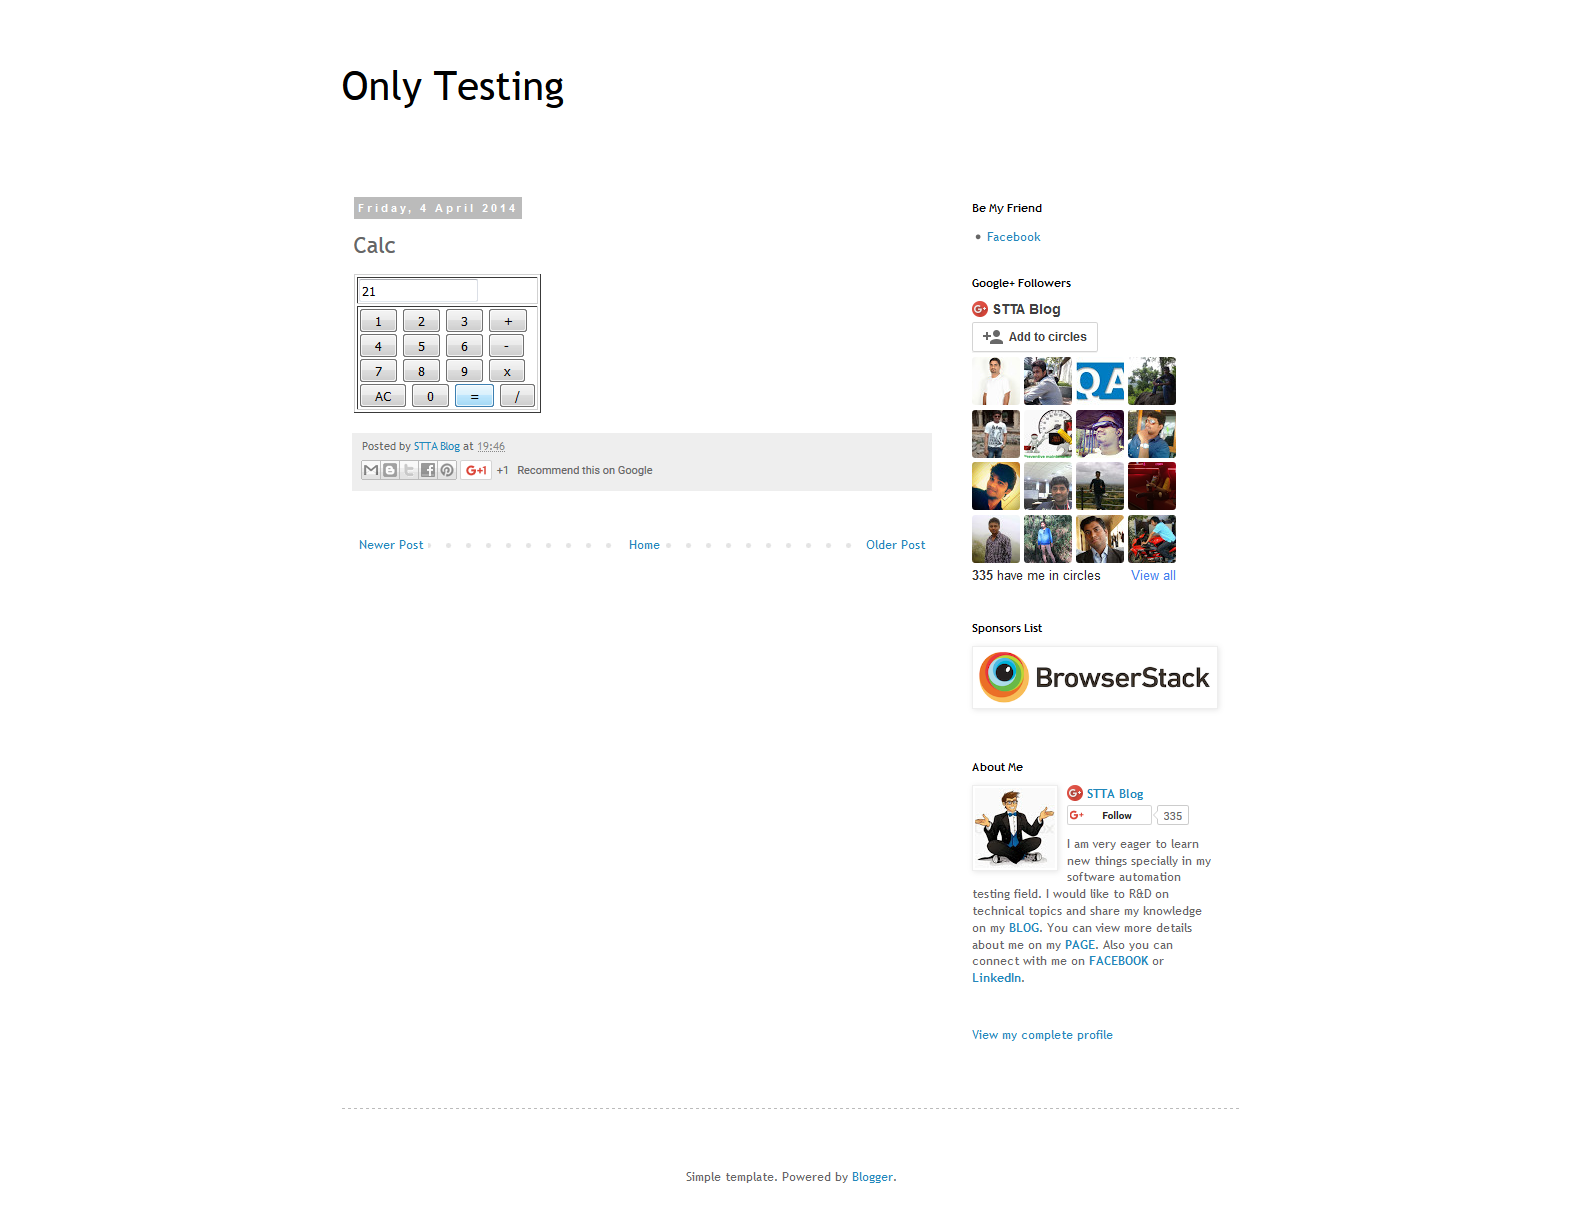 Only Testing
Friday, 4 April 2014
Calc
21
1 2 3 +
4 5 6 -
7 8 9 x
AC 0 = /
Posted by STTA Blog at 19:46
G+1 +1 Recommend this on Google
Newer Post Home Older Post
Be My Friend
Facebook
Google+ Followers
STTA Blog
Add to circles
QA
335 have me in circles View all
Sponsors List
BrowserStack
About Me
STTA Blog
G+ Follow 335
I am very eager to learn
new things specially in my
software automation
testing field. I would like to R&D on
technical topics and share my knowledge
on my BLOG. You can view more details
about me on my PAGE. Also you can
connect with me on FACEBOOK or
LinkedIn.
View my complete profile
Simple template. Powered by Blogger.